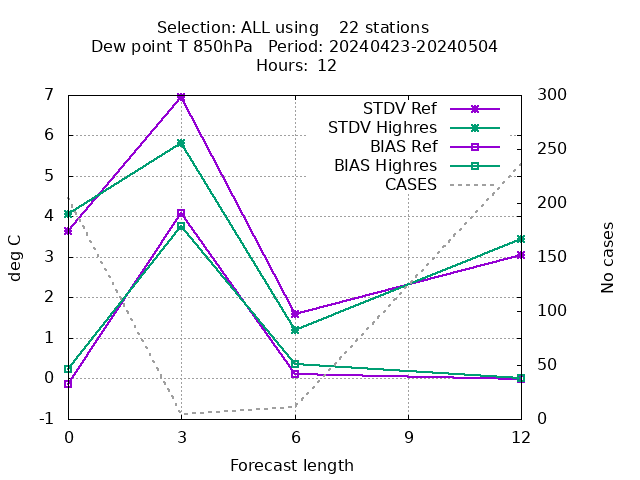 Selection: ALL using    22 stations
Dew point T 850hPa   Period: 20240423-20240504
Hours: 12
7
6
5
4
3
2
1
0
-1
deg C
STDV Ref
STDV Highres
BIAS Ref
BIAS Highres
CASES
300
250
200
150
100
50
0
No cases
0
3
6
9
12
Forecast length